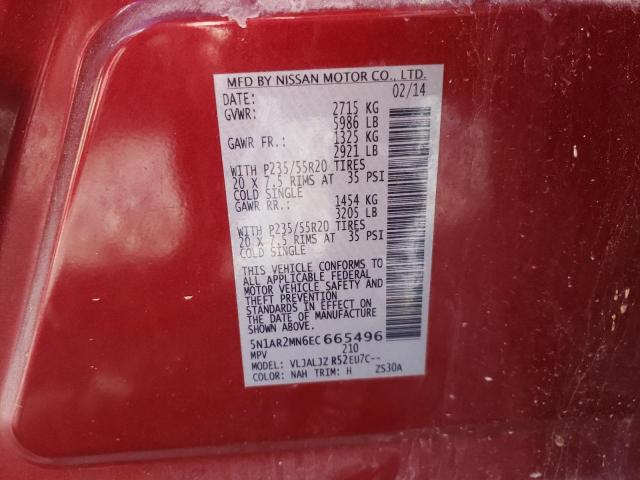 MFD BY NISSAN MOTOR CO., LTD.
DATE: 02/14
GVWR: 2715 KG
5986 LB
GAWR FR.: 1325 KG
2921 LB
WITH P235/55R20 TIRES
20 X 7.5 RIMS AT 35 PSI
COLD SINGLE
GAWR RR.: 1454 KG
3205 LB
WITH P235/55R20 TIRES
20 X 7.5 RIMS AT 35 PSI
COLD SINGLE
THIS VEHICLE CONFORMS TO
ALL APPLICABLE FEDERAL
MOTOR VEHICLE SAFETY AND
THEFT PREVENTION
STANDARDS IN EFFECT ON
THE DATE OF MANUFACTURE
SHOWN ABOVE.
5N1AR2MN6EC665496
MPV 210
MODEL: VLJALJZ R52EU7C--
COLOR: NAH TRIM: H ZS30A